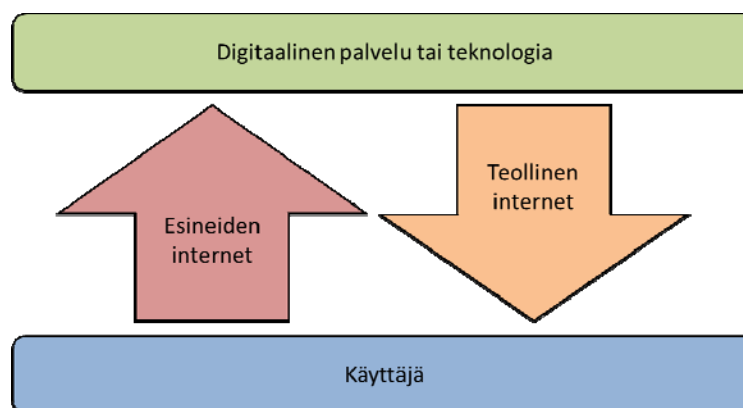 Digitaalinen palvelu tai teknologia
Esineiden
internet
Teollinen
internet
Käyttäjä